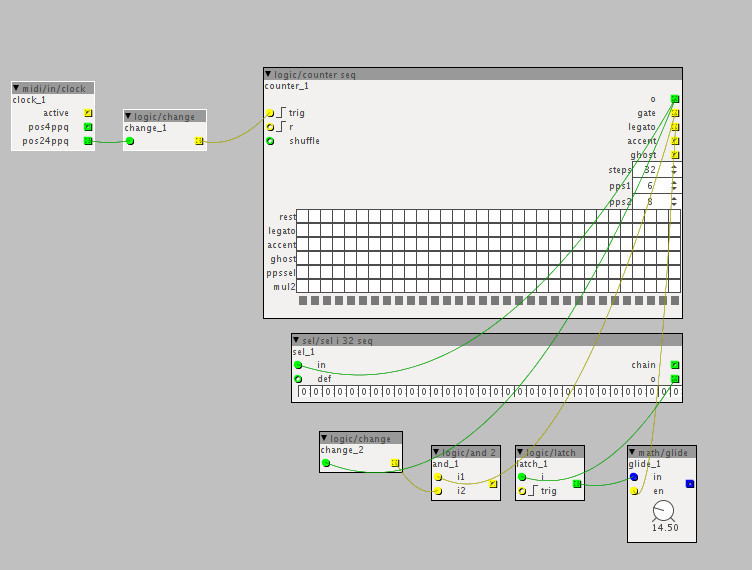 midi/in/clock
clock_1
active
pos4ppq
pos24ppq
logic/change
change_1
logic/counter seq
counter_1
trig
r
shuffle
o
gate
legato
accent
ghost
steps 32
pps1 6
pps2 8
rest
legato
accent
ghost
ppssel
mul2
sel/sel i 32 seq
sel_1
in
def
chain
o
0 0 0 0 0 0 0 0 0 0 0 0 0 0 0 0 0 0 0 0 0 0 0 0 0 0 0 0 0 0 0 0
logic/change
change_2
logic/and 2
and_1
i1
i2
logic/latch
latch_1
i
trig
math/glide
glide_1
in
en
14.50